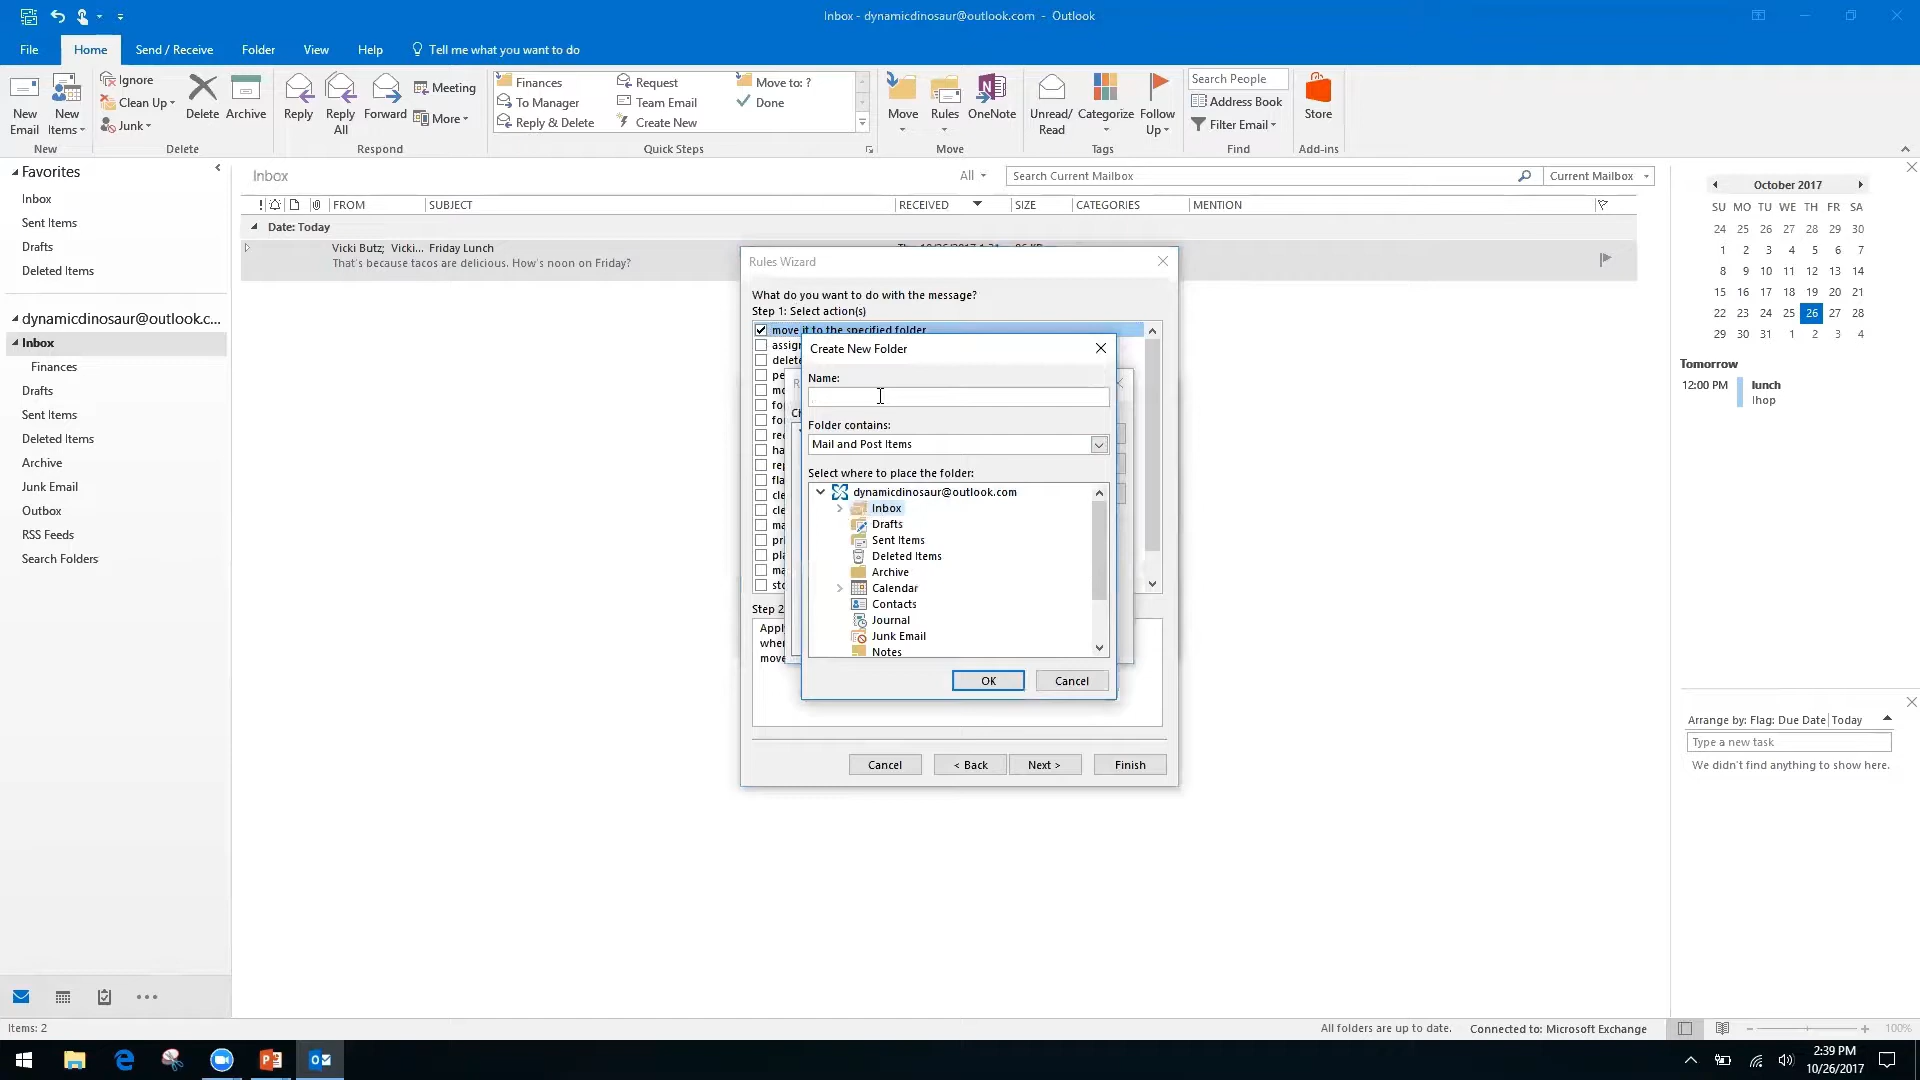 Inbox - dynamicdinosaur@outlook.com - Outlook
File Home Send / Receive Folder View Help Tell me what you want to do
New Email
New Items
Ignore
Clean Up
Junk
Delete
Archive
Reply
Reply All
Forward
Meeting
More
Finances
To Manager
Reply & Delete
Request
Team Email
Create New
Move to: ?
Done
Move
Rules
OneNote
Unread/ Read
Categorize
Follow Up
Search People
Address Book
Filter Email
Store
New Delete Respond Quick Steps Move Tags Find Add-ins
Favorites
Inbox
Sent Items
Drafts
Deleted Items
dynamicdinosaur@outlook.c...
Inbox
Finances
Drafts
Sent Items
Deleted Items
Archive
Junk Email
Outbox
RSS Feeds
Search Folders
Inbox All Search Current Mailbox Current Mailbox
! FROM SUBJECT RECEIVED SIZE CATEGORIES MENTION
Date: Today
Vicki Butz; Vicki... Friday Lunch
That's because tacos are delicious. How's noon on Friday?
Rules Wizard
What do you want to do with the message?
Step 1: Select action(s)
move it to the specified folder
Create New Folder
Name:
Folder contains:
Mail and Post Items
Select where to place the folder:
dynamicdinosaur@outlook.com
Inbox
Drafts
Sent Items
Deleted Items
Archive
Calendar
Contacts
Journal
Junk Email
Notes
OK Cancel
Step 2
Cancel < Back Next > Finish
October 2017
SU MO TU WE TH FR SA
24 25 26 27 28 29 30
1 2 3 4 5 6 7
8 9 10 11 12 13 14
15 16 17 18 19 20 21
22 23 24 25 26 27 28
29 30 31 1 2 3 4
Tomorrow
12:00 PM lunch
Ihop
Arrange by: Flag: Due Date Today
Type a new task
We didn't find anything to show here.
Items: 2 All folders are up to date. Connected to: Microsoft Exchange 100%
2:39 PM
10/26/2017